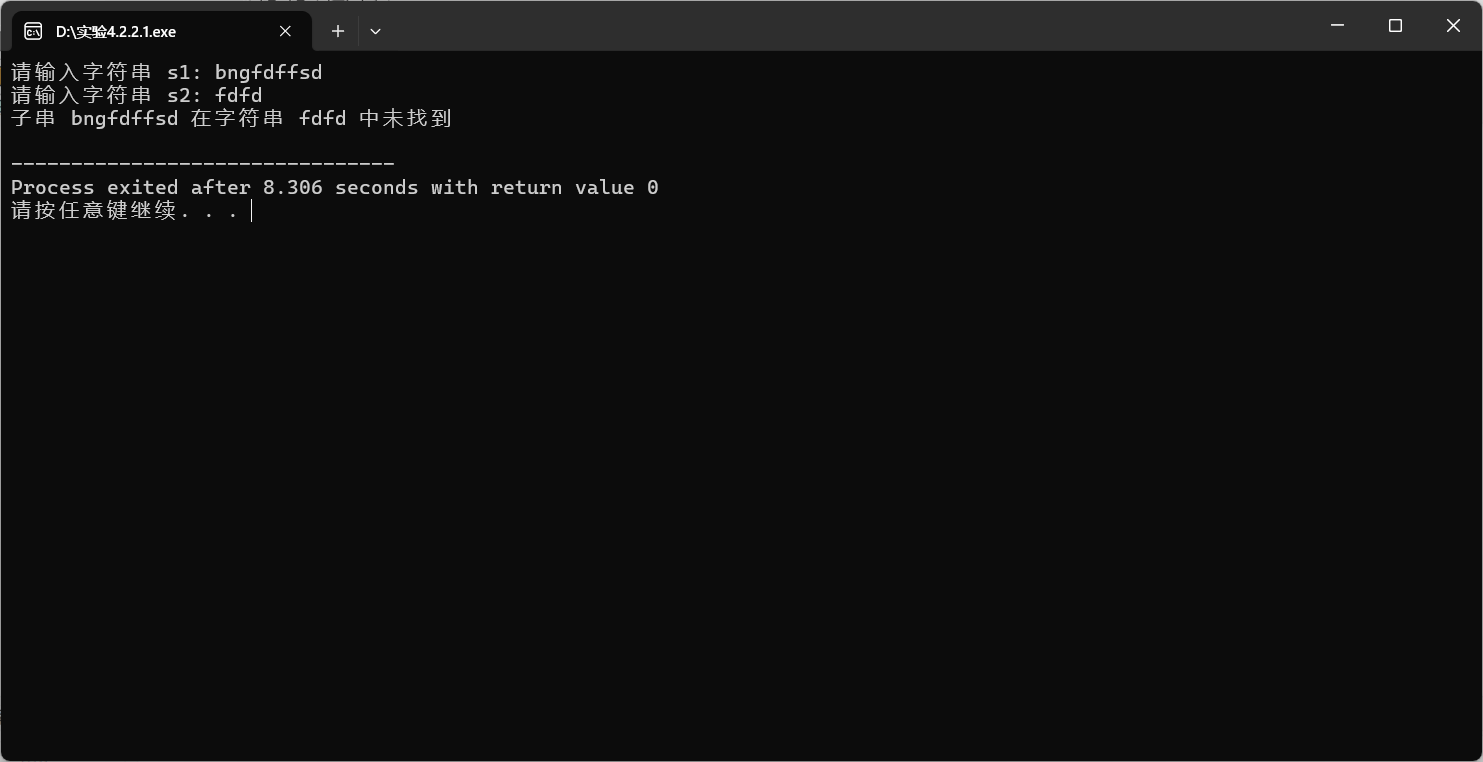 D:\实验4.2.2.1.exe
请输入字符串 s1: bngfdffsd
请输入字符串 s2: fdfd
子串 bngfdffsd 在字符串 fdfd 中未找到
--------------------------------
Process exited after 8.306 seconds with return value 0
请按任意键继续. . .